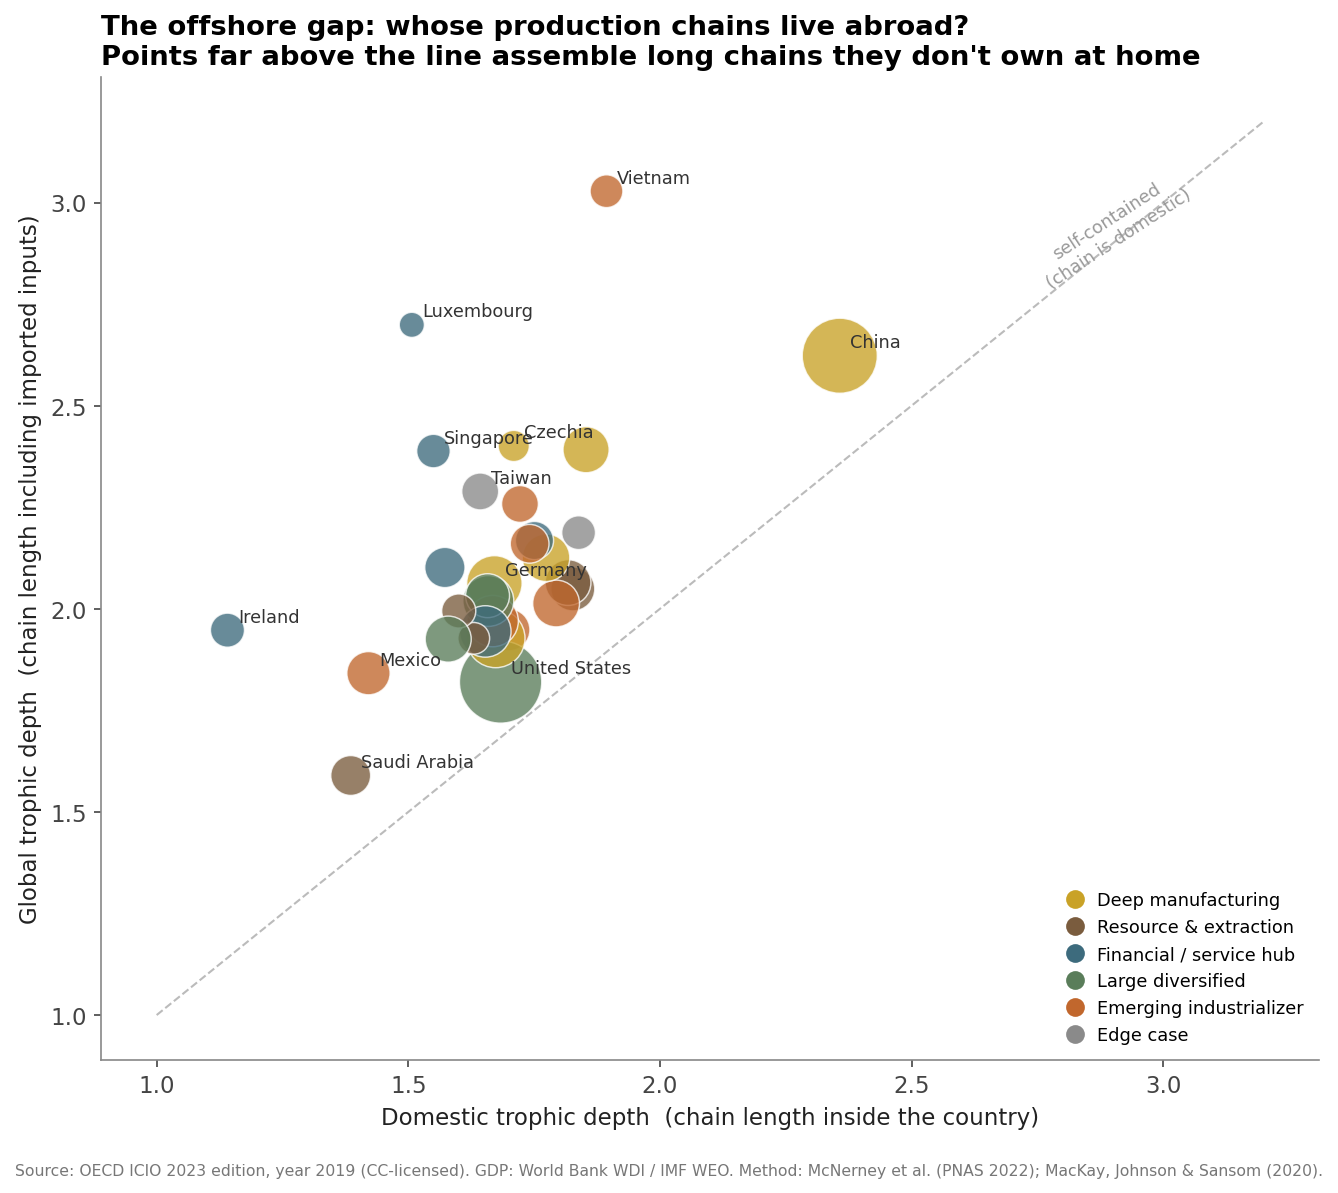 The offshore gap: whose production chains live abroad?
Points far above the line assemble long chains they don't own at home
Global trophic depth  (chain length including imported inputs)
3.0
2.5
2.0
1.5
1.0
Vietnam
self-contained
(chain is domestic)
Luxembourg
China
Singapore
Czechia
Taiwan
Germany
Ireland
Mexico
United States
Saudi Arabia
Deep manufacturing
Resource & extraction
Financial / service hub
Large diversified
Emerging industrializer
Edge case
1.0
1.5
2.0
2.5
3.0
Domestic trophic depth  (chain length inside the country)
Source: OECD ICIO 2023 edition, year 2019 (CC-licensed). GDP: World Bank WDI / IMF WEO. Method: McNerney et al. (PNAS 2022); MacKay, Johnson & Sansom (2020).